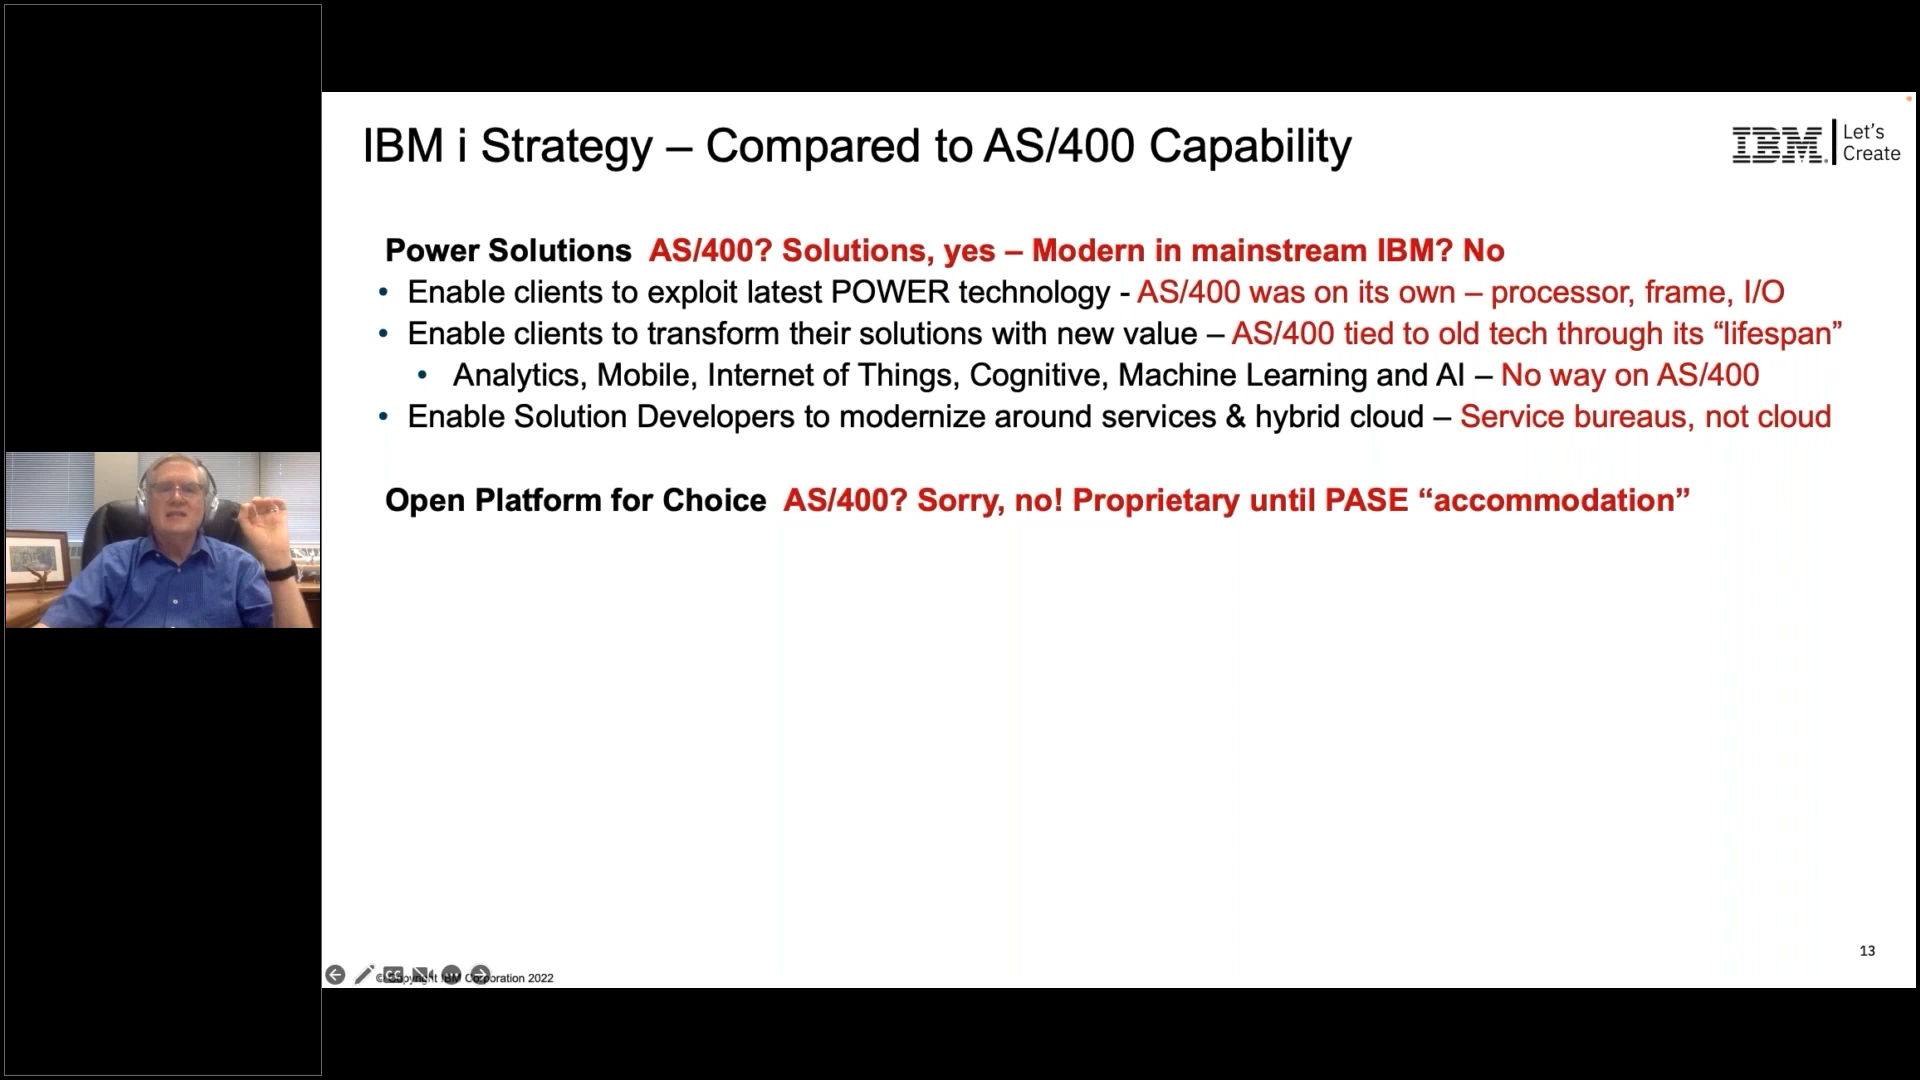 IBM i Strategy – Compared to AS/400 Capability
IBM
Let's
Create
Power Solutions AS/400? Solutions, yes – Modern in mainstream IBM? No
• Enable clients to exploit latest POWER technology - AS/400 was on its own – processor, frame, I/O
• Enable clients to transform their solutions with new value – AS/400 tied to old tech through its “lifespan”
• Analytics, Mobile, Internet of Things, Cognitive, Machine Learning and AI – No way on AS/400
• Enable Solution Developers to modernize around services & hybrid cloud – Service bureaus, not cloud
Open Platform for Choice AS/400? Sorry, no! Proprietary until PASE “accommodation”
13
© Copyright IBM Corporation 2022